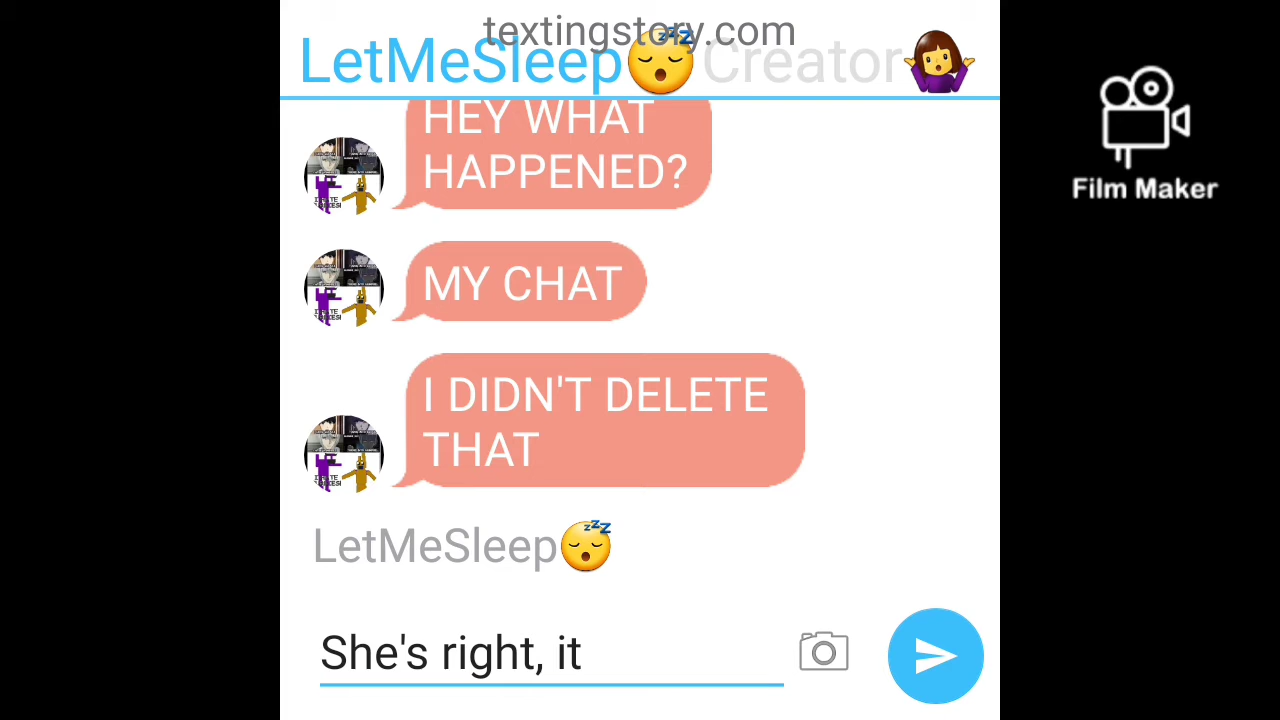 textingstory.com
LetMeSleep😴 Creator🤷‍♀️
HEY WHAT
HAPPENED?
MY CHAT
I DIDN'T DELETE
THAT
LetMeSleep😴
She's right, it
Film Maker